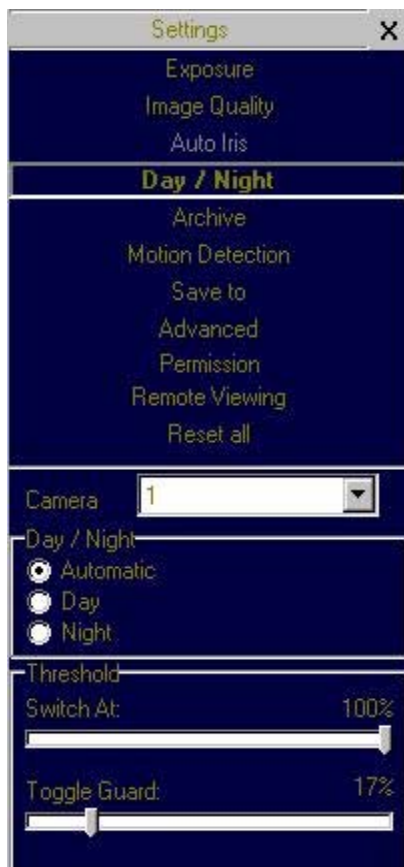 Settings X
Exposure
Image Quality
Auto Iris
Day / Night
Archive
Motion Detection
Save to
Advanced
Permission
Remote Viewing
Reset all
Camera 1
Day / Night
Automatic
Day
Night
Threshold
Switch At: 100%
Toggle Guard: 17%